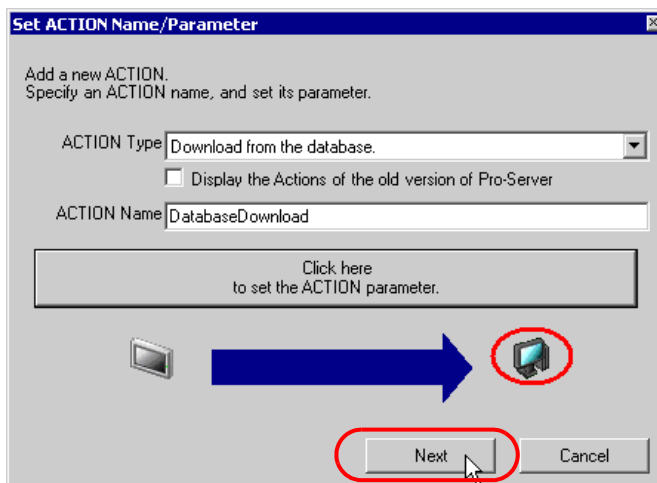 Set ACTION Name/Parameter
Add a new ACTION.
Specify an ACTION name, and set its parameter.
ACTION Type Download from the database.
Display the Actions of the old version of Pro-Server
ACTION Name DatabaseDownload
Click here
to set the ACTION parameter.
Next Cancel